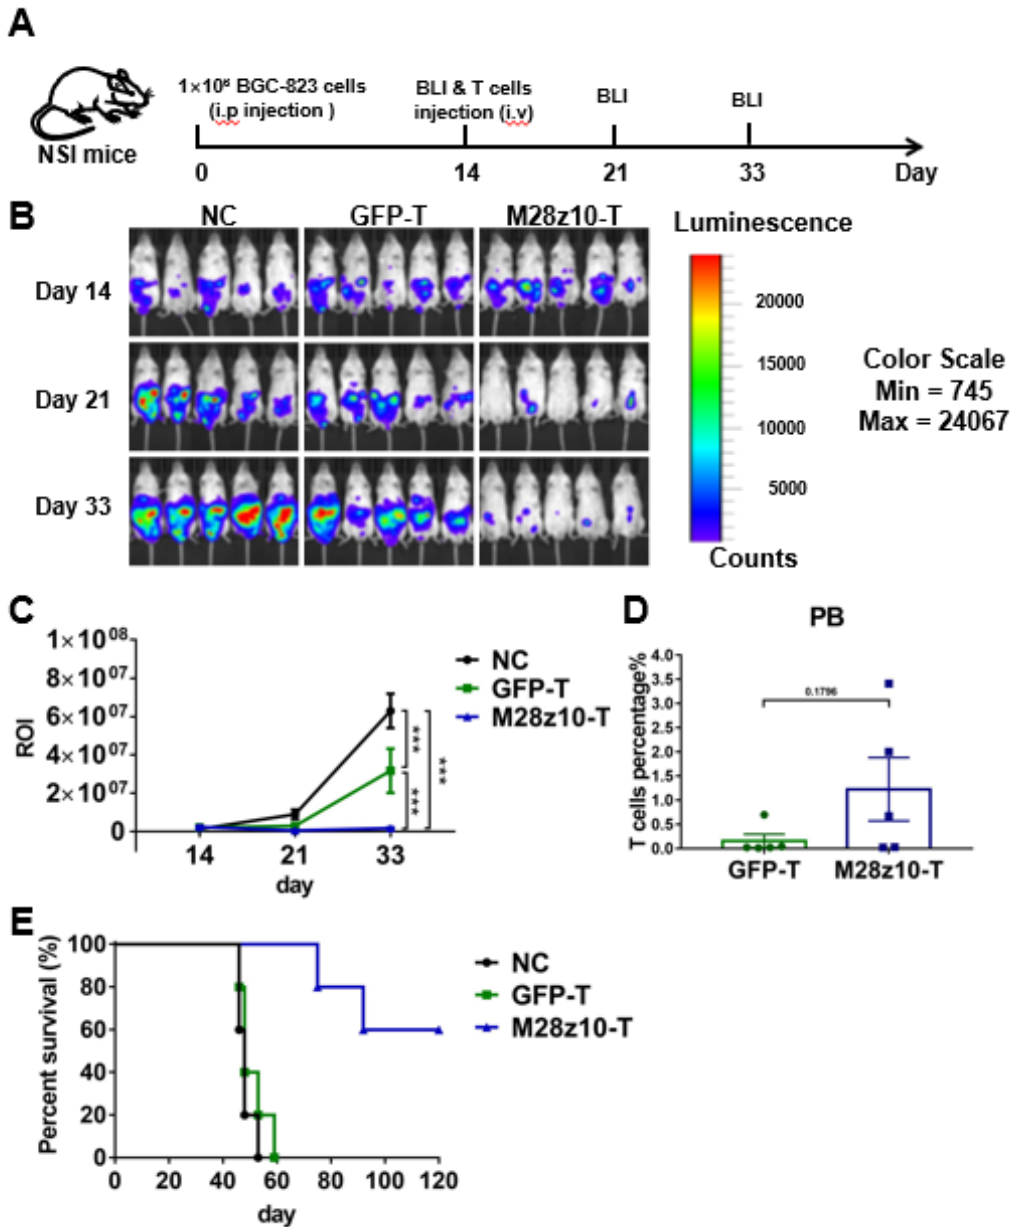 A
1×10⁶ BGC-823 cells
(i.p injection )
BLI & T cells
injection (i.v)
BLI
BLI
NSI mice
0
14
21
33
Day
B
NC
GFP-T
M28z10-T
Luminescence
Day 14
Day 21
Day 33
20000
15000
10000
5000
Counts
Color Scale
Min = 745
Max = 24067
C
ROI
1×10⁰⁸
8×10⁰⁷
6×10⁰⁷
4×10⁰⁷
2×10⁰⁷
0
14
21
33
day
NC
GFP-T
M28z10-T
***
***
***
D
PB
T cells percentage%
4.0
3.5
3.0
2.5
2.0
1.5
1.0
0.5
0.0
0.1796
GFP-T
M28z10-T
E
Percent survival (%)
100
80
60
40
20
0
0
20
40
60
80
100
120
day
NC
GFP-T
M28z10-T